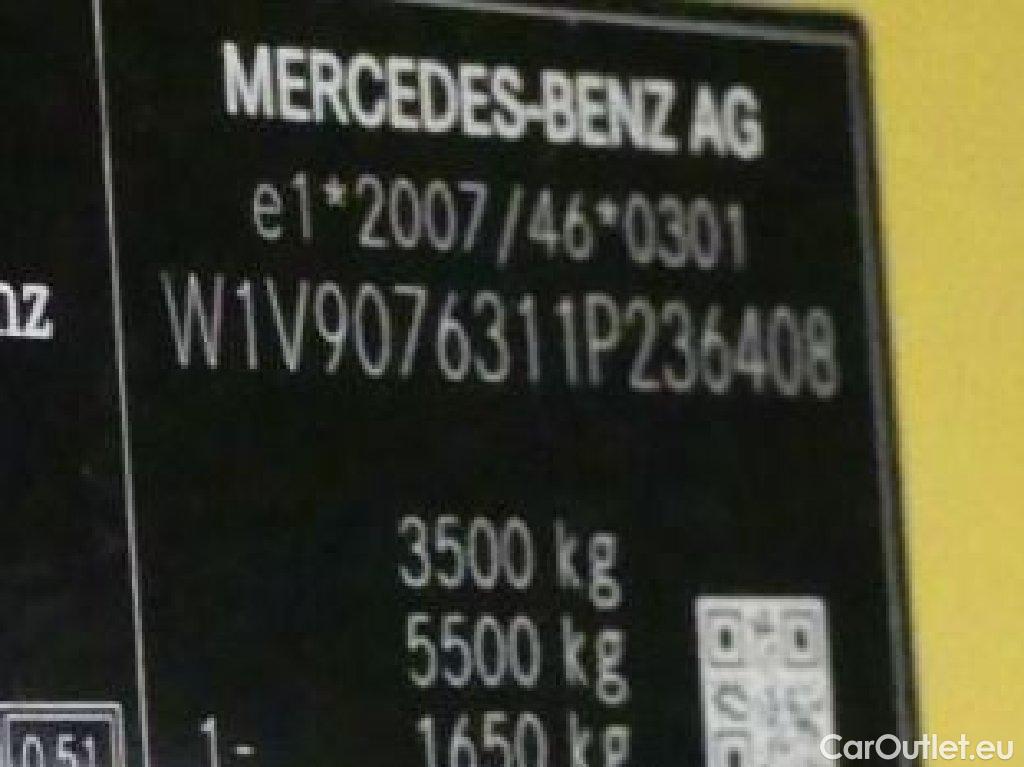 MERCEDES-BENZ AG
e1*2007/46*0301
nz
W1V9076311P236408
3500 kg
5500 kg
1- 1650 kg
0.51
CarOutlet.eu